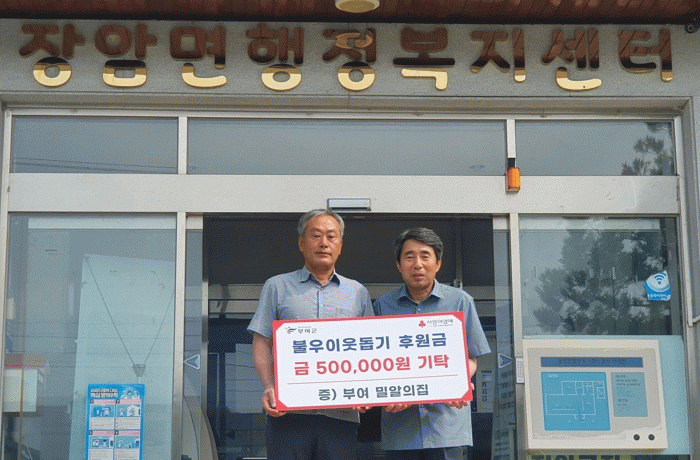 장암면행정복지센터
부여군
사랑의열매
불우이웃돕기 후원금
금 500,000원 기탁
증) 부여 밀알의집